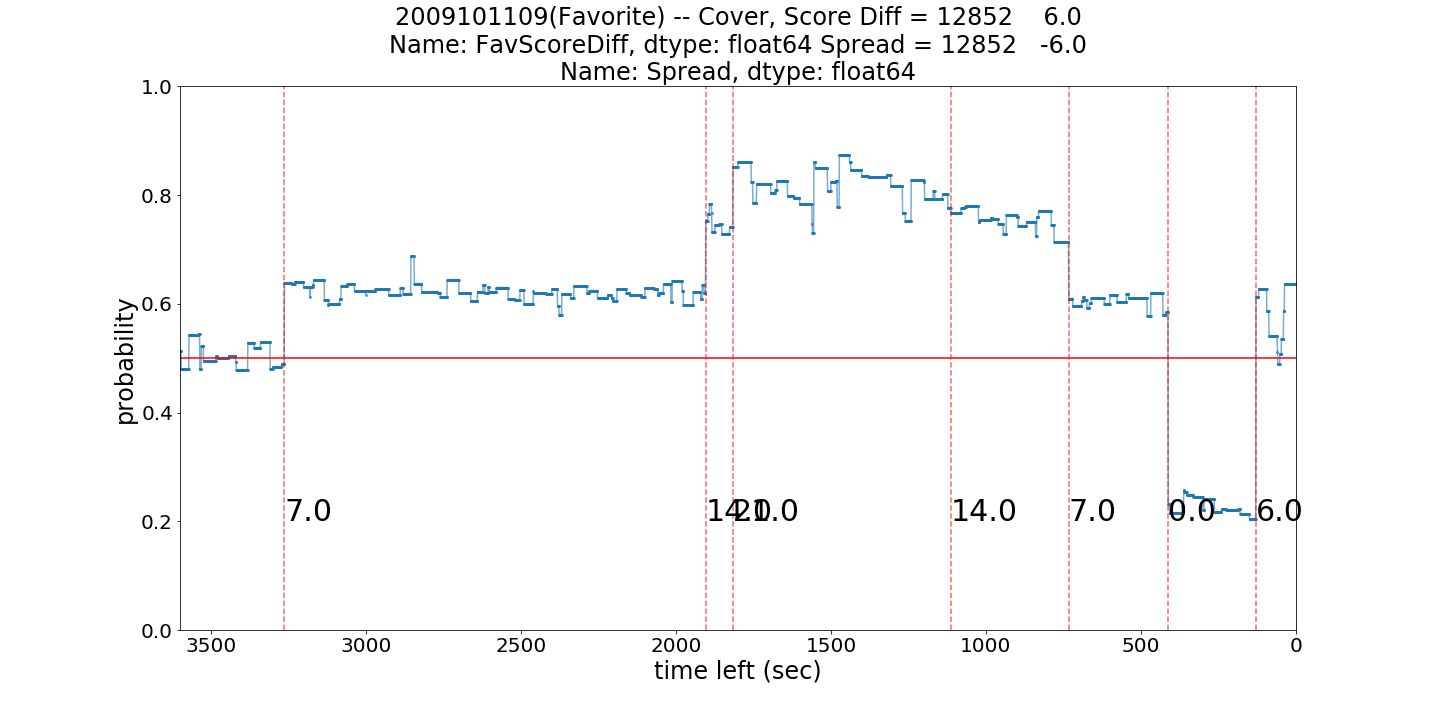 2009101109(Favorite) -- Cover, Score Diff = 12852    6.0
Name: FavScoreDiff, dtype: float64 Spread = 12852   -6.0
Name: Spread, dtype: float64
1.0
0.8
0.6
0.4
0.2
0.0
probability
7.0
14.0
21.0
14.0
7.0
0.0
6.0
3500 3000 2500 2000 1500 1000 500 0
time left (sec)